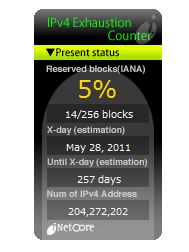 IPv4 Exhaustion
Counter
▼Present status
Reserved blocks(IANA)
5%
14/256 blocks
X-day (estimation)
May 28, 2011
Until X-day (estimation)
257 days
Num of IPv4 Address
204,272,202
iNetCore